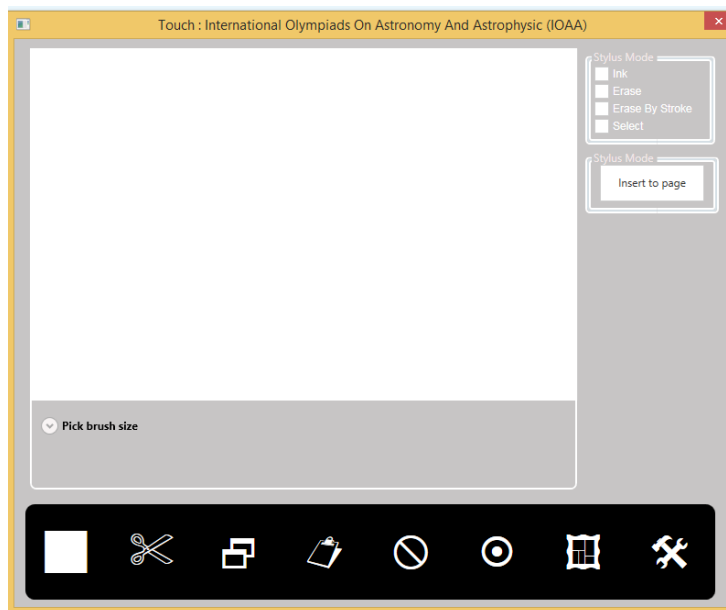 Touch : International Olympiads On Astronomy And Astrophysic (IOAA)
Stylus Mode
Ink
Erase
Erase By Stroke
Select
Stylus Mode
Insert to page
Pick brush size